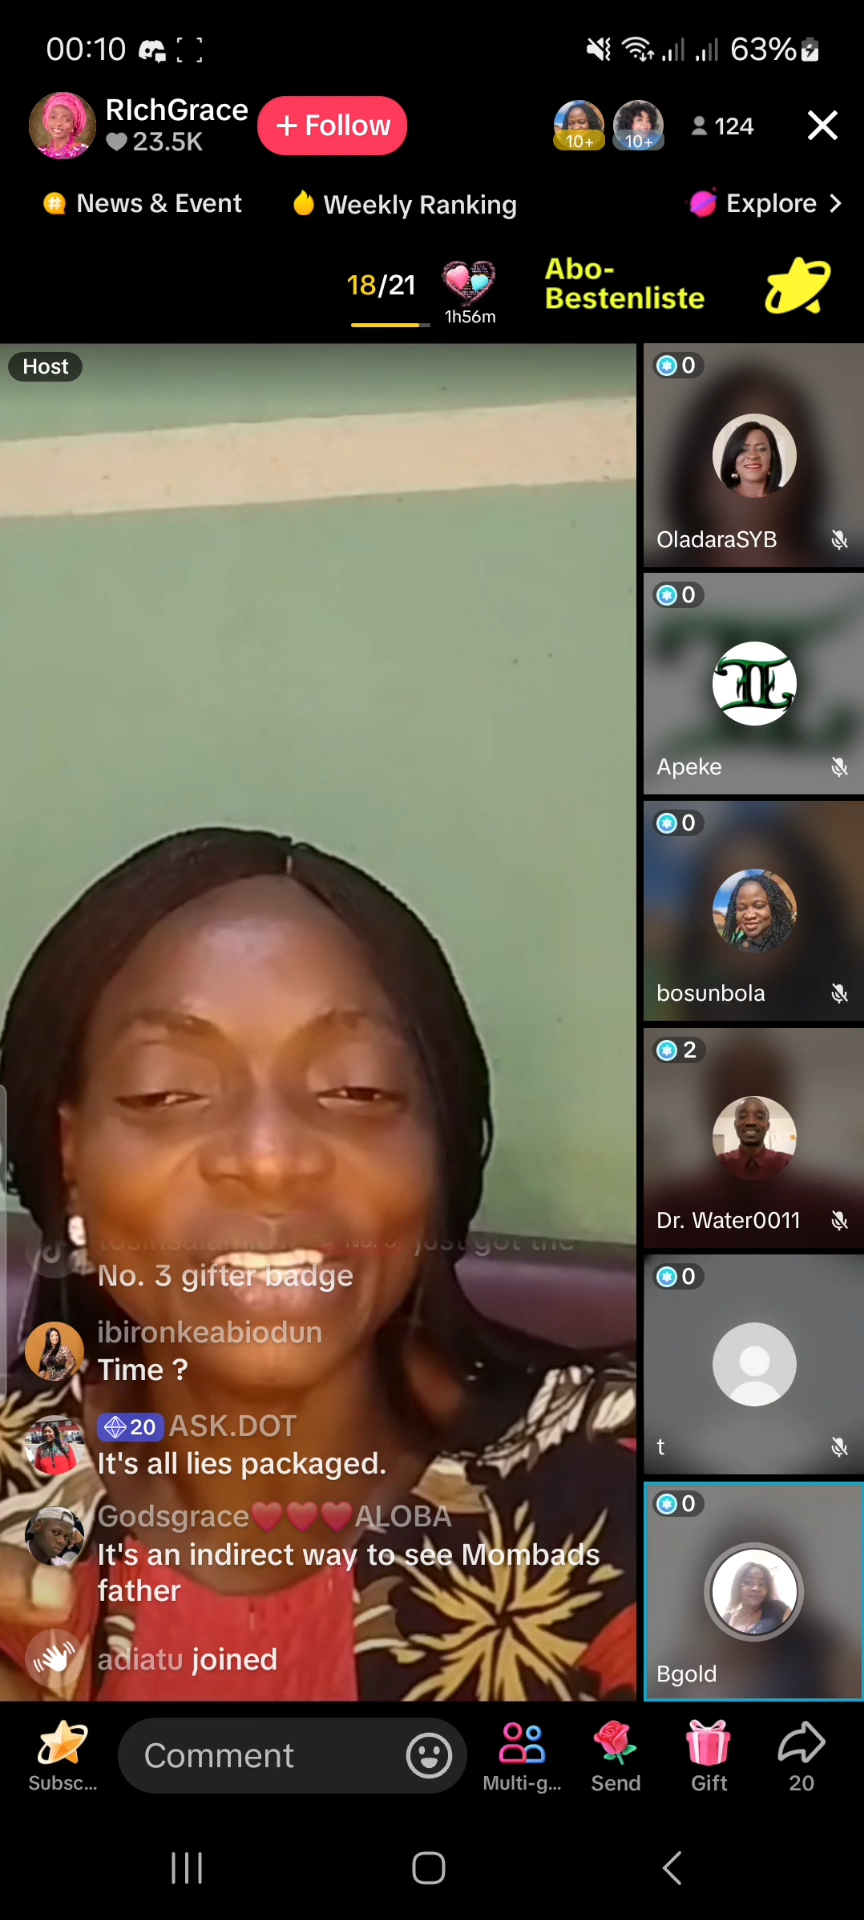 00:10
63%
RIchGrace
23.5K
+ Follow
10+
10+
124
News & Event
Weekly Ranking
Explore
18/21
1h56m
Abo-
Bestenliste
Host
0
OladaraSYB
0
Apeke
0
bosunbola
2
Dr. Water0011
0
t
0
Bgold
just got the
No. 3 gifter badge
ibironkeabiodun
Time ?
20 ASK.DOT
It's all lies packaged.
Godsgrace❤️❤️❤️ALOBA
It's an indirect way to see Mombads
father
adiatu joined
Subsc...
Comment
Multi-g...
Send
Gift
20